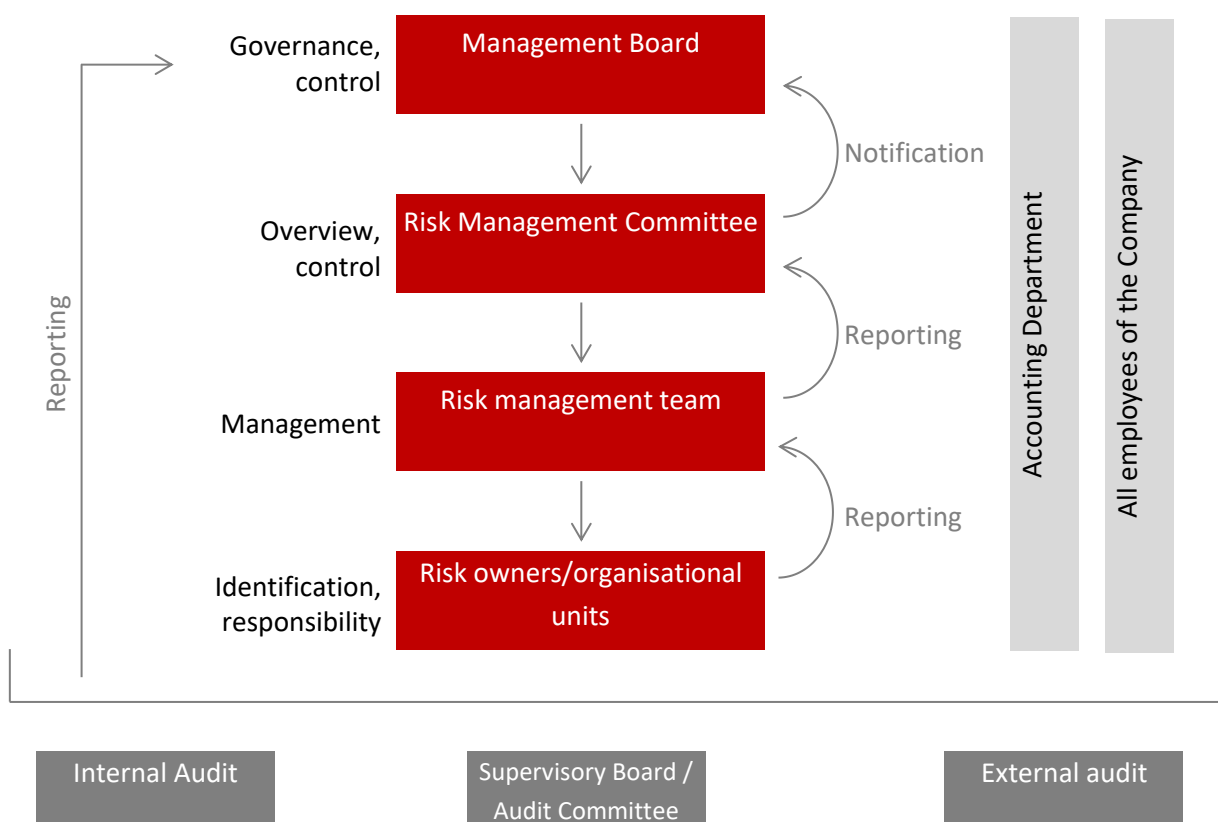 Governance,
control
Management Board
Notification
Overview,
control
Risk Management Committee
Reporting
Reporting
Management
Risk management team
Reporting
Identification,
responsibility
Risk owners/organisational
units
Accounting Department
All employees of the Company
Internal Audit
Supervisory Board /
Audit Committee
External audit